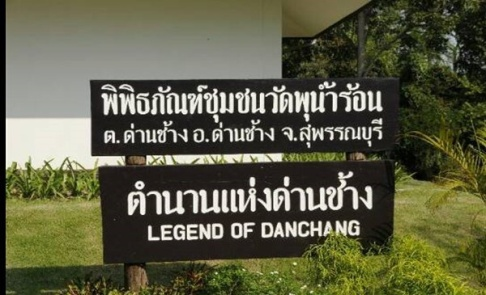 พิพิธภัณฑ์ชุมชนวัดพุน้ำร้อน
ต.ด่านช้าง อ.ด่านช้าง จ.สุพรรณบุรี
ตำนานแห่งด่านช้าง
LEGEND OF DANCHANG